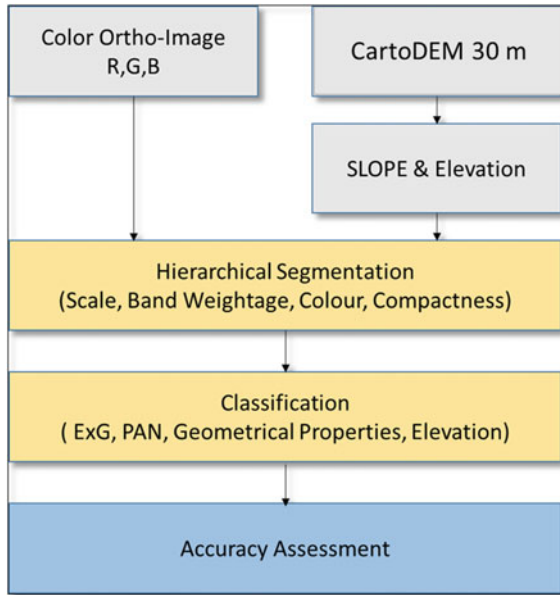 Color Ortho-Image
R,G,B
CartoDEM 30 m
SLOPE & Elevation
Hierarchical Segmentation
(Scale, Band Weightage, Colour, Compactness)
Classification
( ExG, PAN, Geometrical Properties, Elevation)
Accuracy Assessment